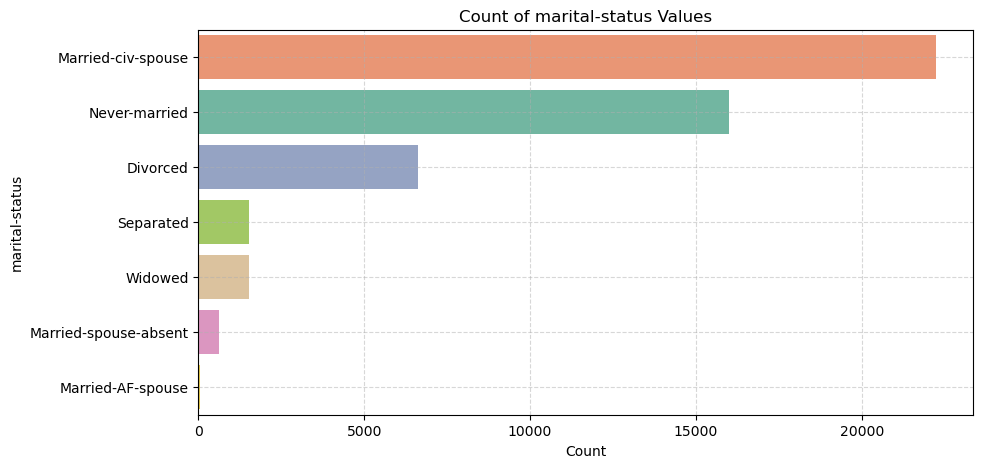 Count of marital-status Values
marital-status
Married-civ-spouse
Never-married
Divorced
Separated
Widowed
Married-spouse-absent
Married-AF-spouse
0 5000 10000 15000 20000
Count